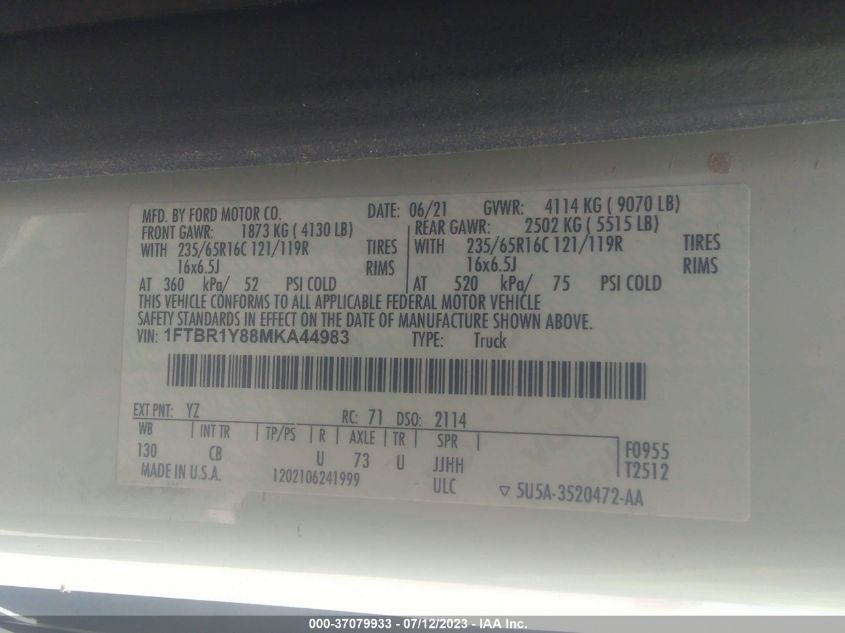 MFD. BY FORD MOTOR CO. DATE: 06/21 GVWR: 4114 KG ( 9070 LB)
FRONT GAWR: 1873 KG ( 4130 LB) REAR GAWR: 2502 KG ( 5515 LB)
WITH 235/65R16C 121/119R TIRES WITH 235/65R16C 121/119R TIRES
16x6.5J RIMS 16x6.5J RIMS
AT 360 kPa/ 52 PSI COLD AT 520 kPa/ 75 PSI COLD
THIS VEHICLE CONFORMS TO ALL APPLICABLE FEDERAL MOTOR VEHICLE
SAFETY STANDARDS IN EFFECT ON THE DATE OF MANUFACTURE SHOWN ABOVE.
VIN: 1FTBR1Y88MKA44983 TYPE: Truck
EXT PNT: YZ RC: 71 DSO: 2114
WB INT TR TP/PS R AXLE TR SPR F0955
130 CB U 73 U JJHH T2512
MADE IN U.S.A. 1202106241999 ULC 5U5A-3520472-AA
000-37079933 - 07/12/2023 - IAA Inc.